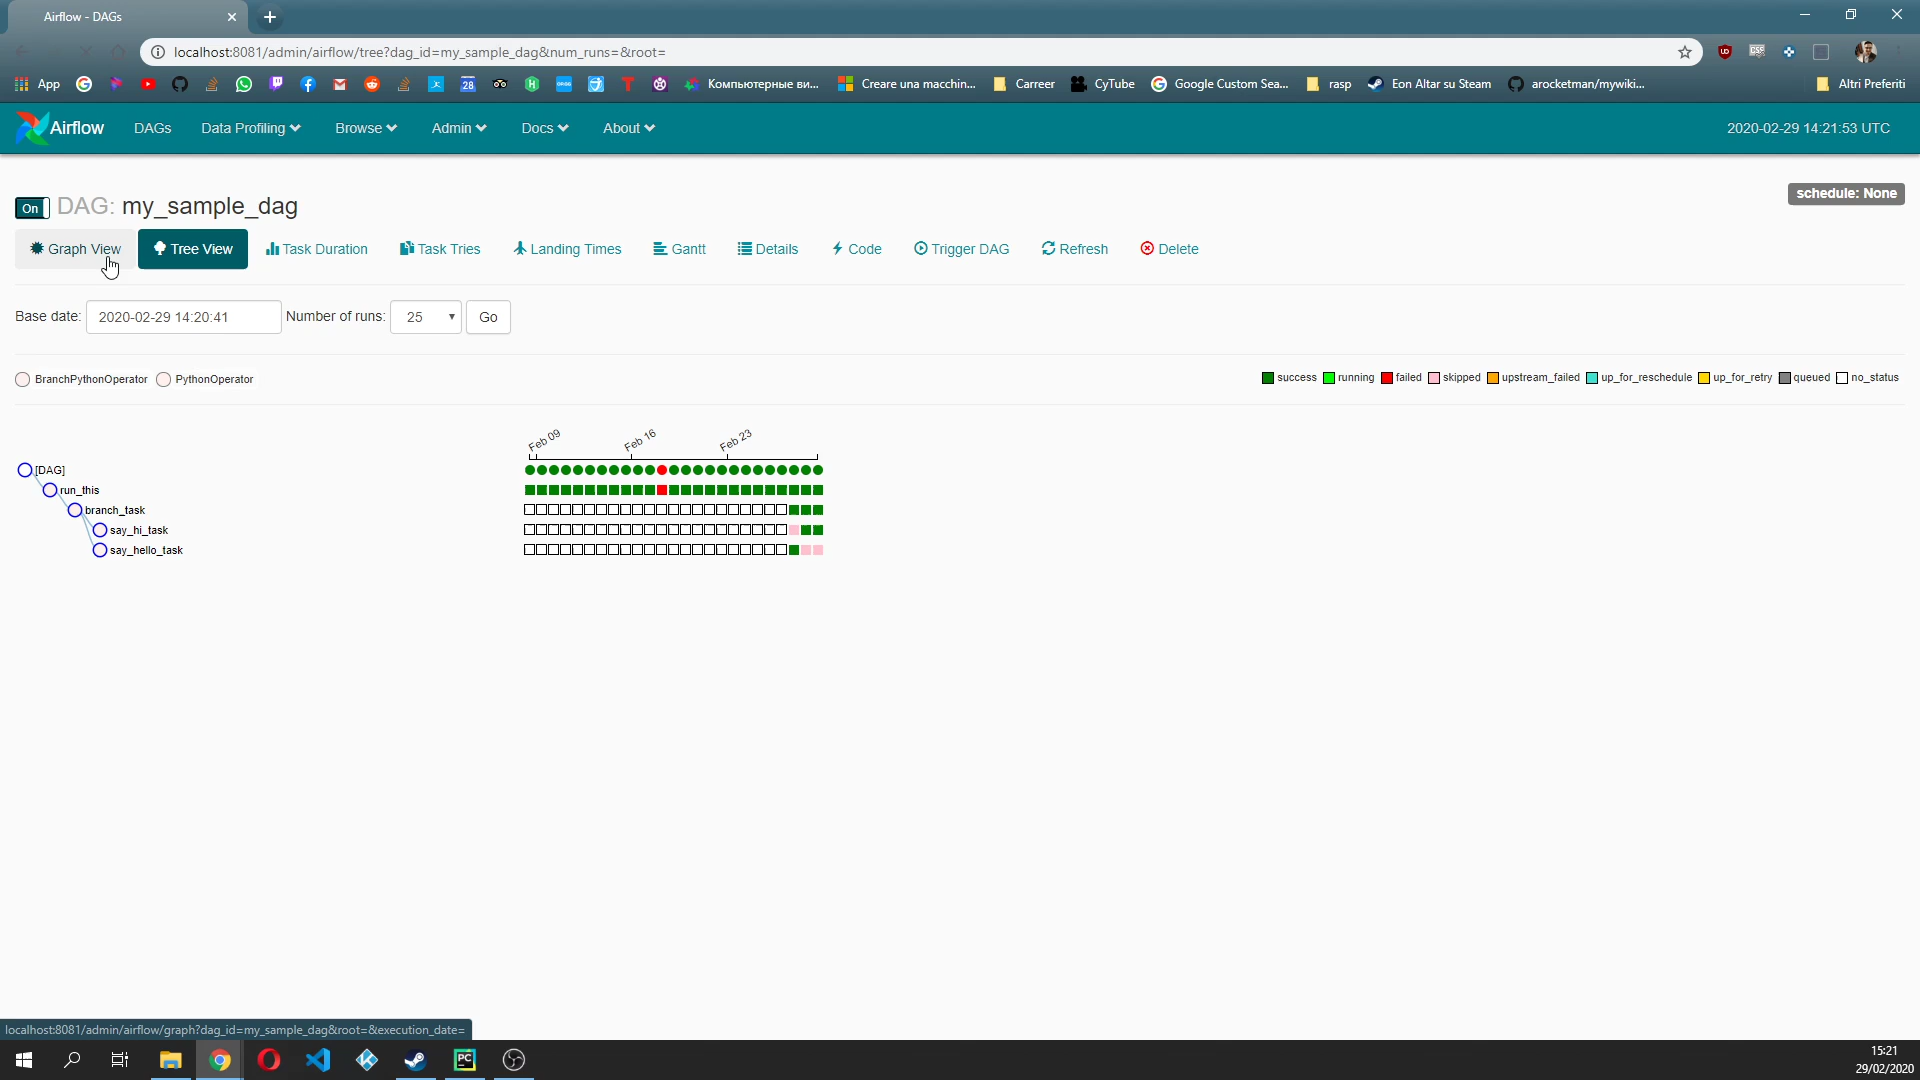 Airflow - DAGs
localhost:8081/admin/airflow/tree?dag_id=my_sample_dag&num_runs=&root=
App
28
Компьютерные ви...
Creare una macchin...
Carreer
CyTube
Google Custom Sea...
rasp
Eon Altar su Steam
arocketman/mywiki...
Altri Preferiti
Airflow
DAGs
Data Profiling
Browse
Admin
Docs
About
2020-02-29 14:21:53 UTC
On DAG: my_sample_dag
schedule: None
Graph View
Tree View
Task Duration
Task Tries
Landing Times
Gantt
Details
Code
Trigger DAG
Refresh
Delete
Base date: 2020-02-29 14:20:41 Number of runs: 25 Go
BranchPythonOperator PythonOperator
success running failed skipped upstream_failed up_for_reschedule up_for_retry queued no_status
Feb 09 Feb 16 Feb 23
[DAG]
run_this
branch_task
say_hi_task
say_hello_task
localhost:8081/admin/airflow/graph?dag_id=my_sample_dag&root=&execution_date=
PC
15:21
29/02/2020